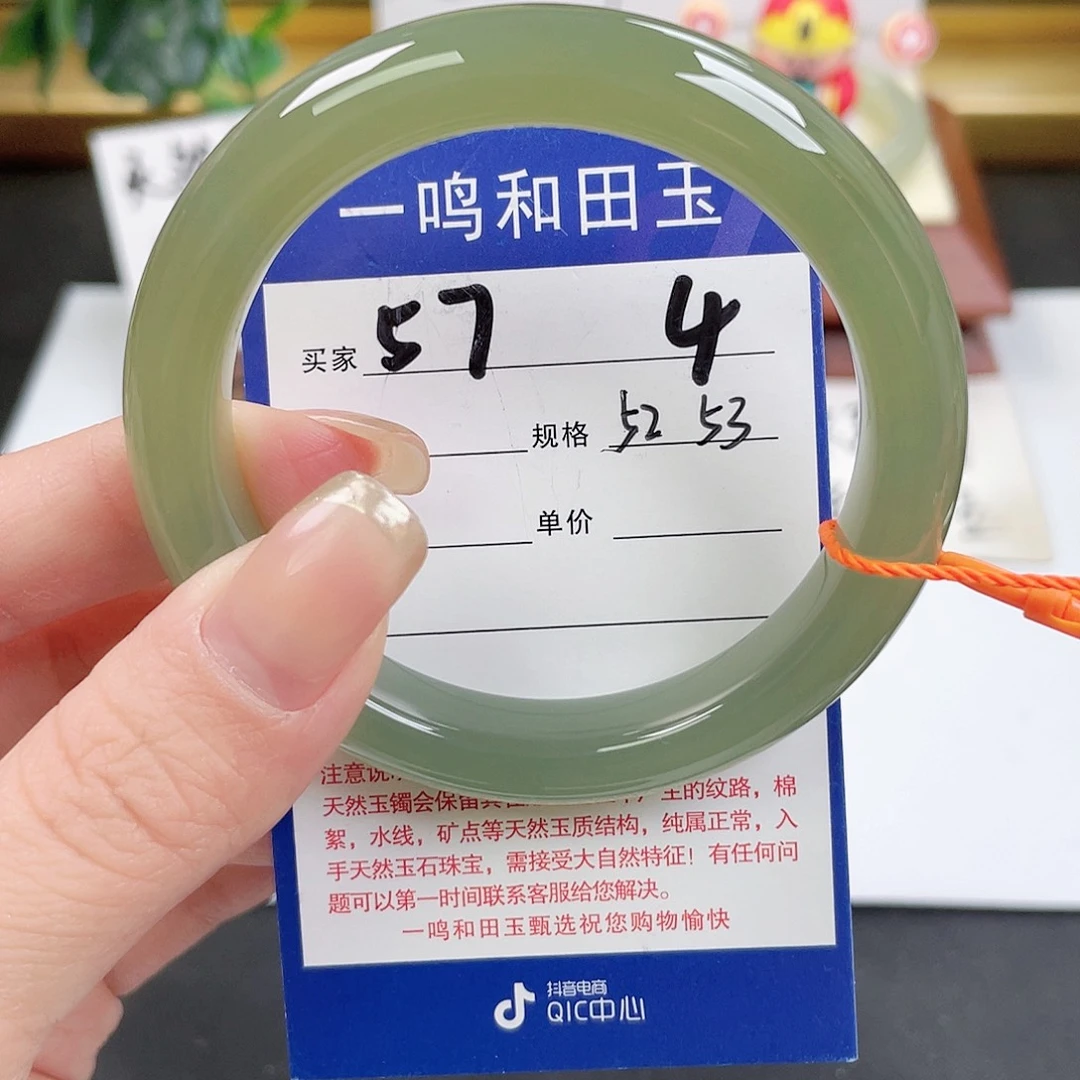 一鸣和田玉
买家 57 4
规格 52 53
单价
注意说
天然玉镯会保留其在 生的纹路，棉
絮，水线，矿点等天然玉质结构，纯属正常，入
手天然玉石珠宝，需接受大自然特征！有任何问
题可以第一时间联系客服给您解决。
一鸣和田玉甄选祝您购物愉快
抖音电商
QIC中心